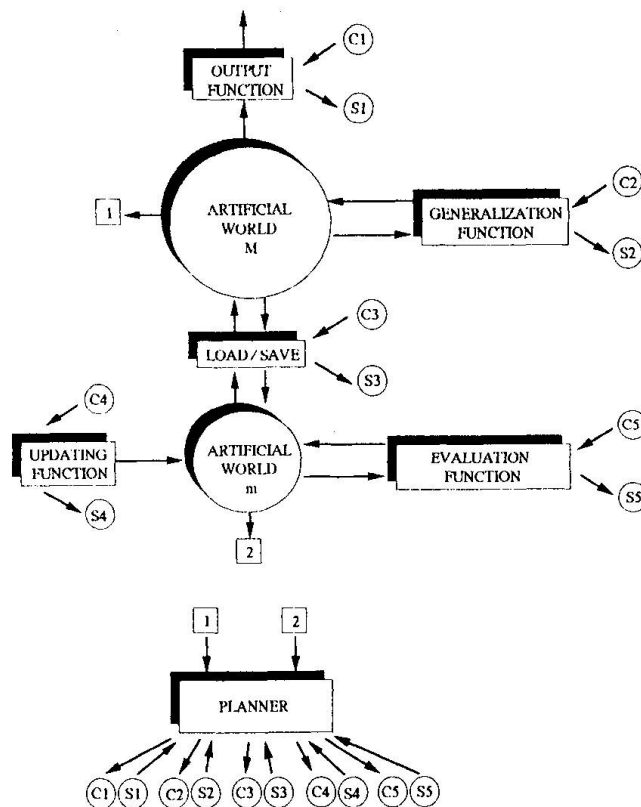 C1
OUTPUT
FUNCTION
S1
C2
1
ARTIFICIAL
WORLD
M
GENERALIZATION
FUNCTION
S2
C3
LOAD / SAVE
S3
C4
C5
UPDATING
FUNCTION
ARTIFICIAL
WORLD
m
EVALUATION
FUNCTION
S4
S5
2
1 2
PLANNER
C1 S1 C2 S2 C3 S3 C4 S4 C5 S5